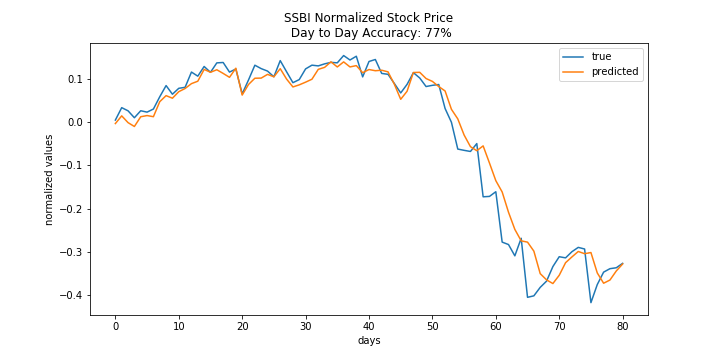 SSBI Normalized Stock Price
Day to Day Accuracy: 77%
true
predicted
normalized values
0.1
0.0
−0.1
−0.2
−0.3
−0.4
0 10 20 30 40 50 60 70 80
days